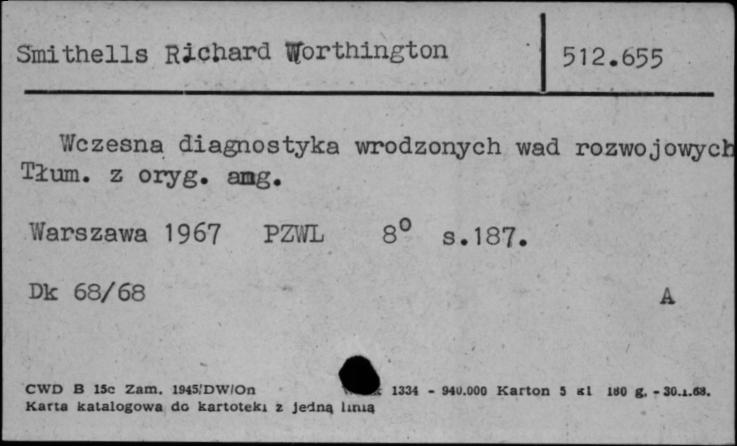 Smithells Richard Worthington 512.655
Wczesna diagnostyka wrodzonych wad rozwojowych
Tłum. z oryg. ang.
Warszawa 1967 PZWL 8° s.187.
Dk 68/68 A
CWD B 15c Zam. 1945/DW/On 1334 - 940.000 Karton 5 kl 180 g. - 30.1.68.
Karta katalogowa do kartoteki z jedną linią